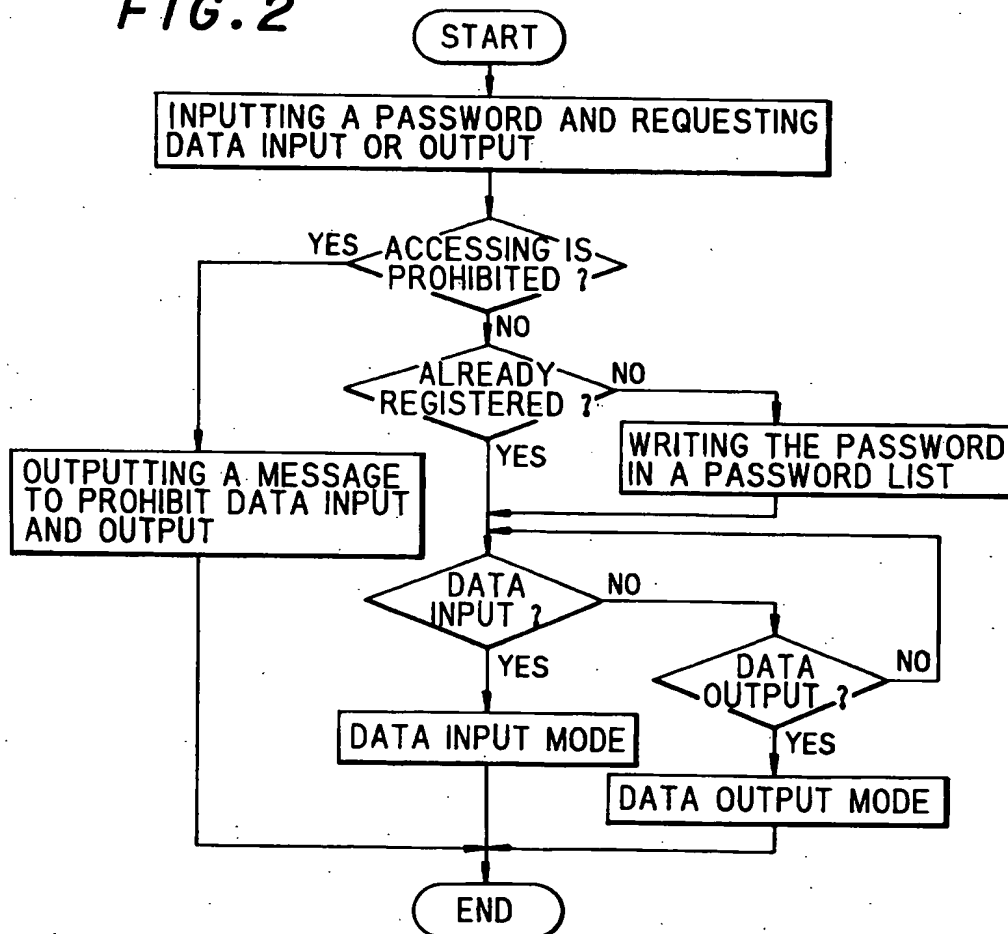 FIG.2
START
INPUTTING A PASSWORD AND REQUESTING
DATA INPUT OR OUTPUT
YES
ACCESSING IS
PROHIBITED ?
NO
ALREADY
REGISTERED ?
NO
YES
WRITING THE PASSWORD
IN A PASSWORD LIST
OUTPUTTING A MESSAGE
TO PROHIBIT DATA INPUT
AND OUTPUT
DATA
INPUT ?
NO
YES
DATA
OUTPUT ?
NO
YES
DATA INPUT MODE
DATA OUTPUT MODE
END